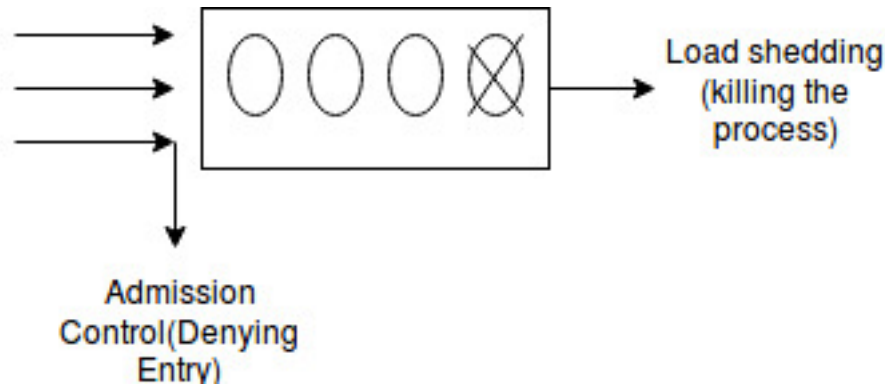 Load shedding
(killing the
process)
Admission
Control(Denying
Entry)